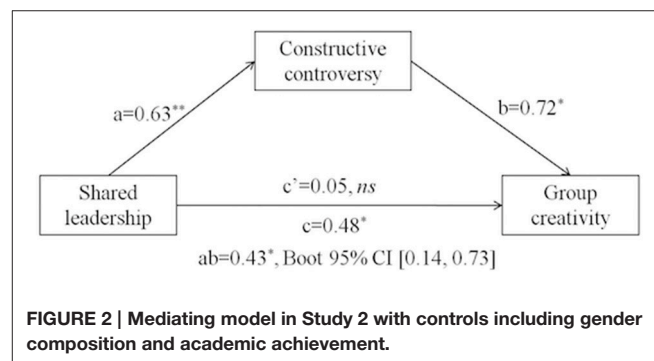 Constructive
controversy
a=0.63**
b=0.72*
Shared
leadership
c'=0.05, ns
Group
creativity
c=0.48*
ab=0.43*, Boot 95% CI [0.14, 0.73]
FIGURE 2 | Mediating model in Study 2 with controls including gender
composition and academic achievement.